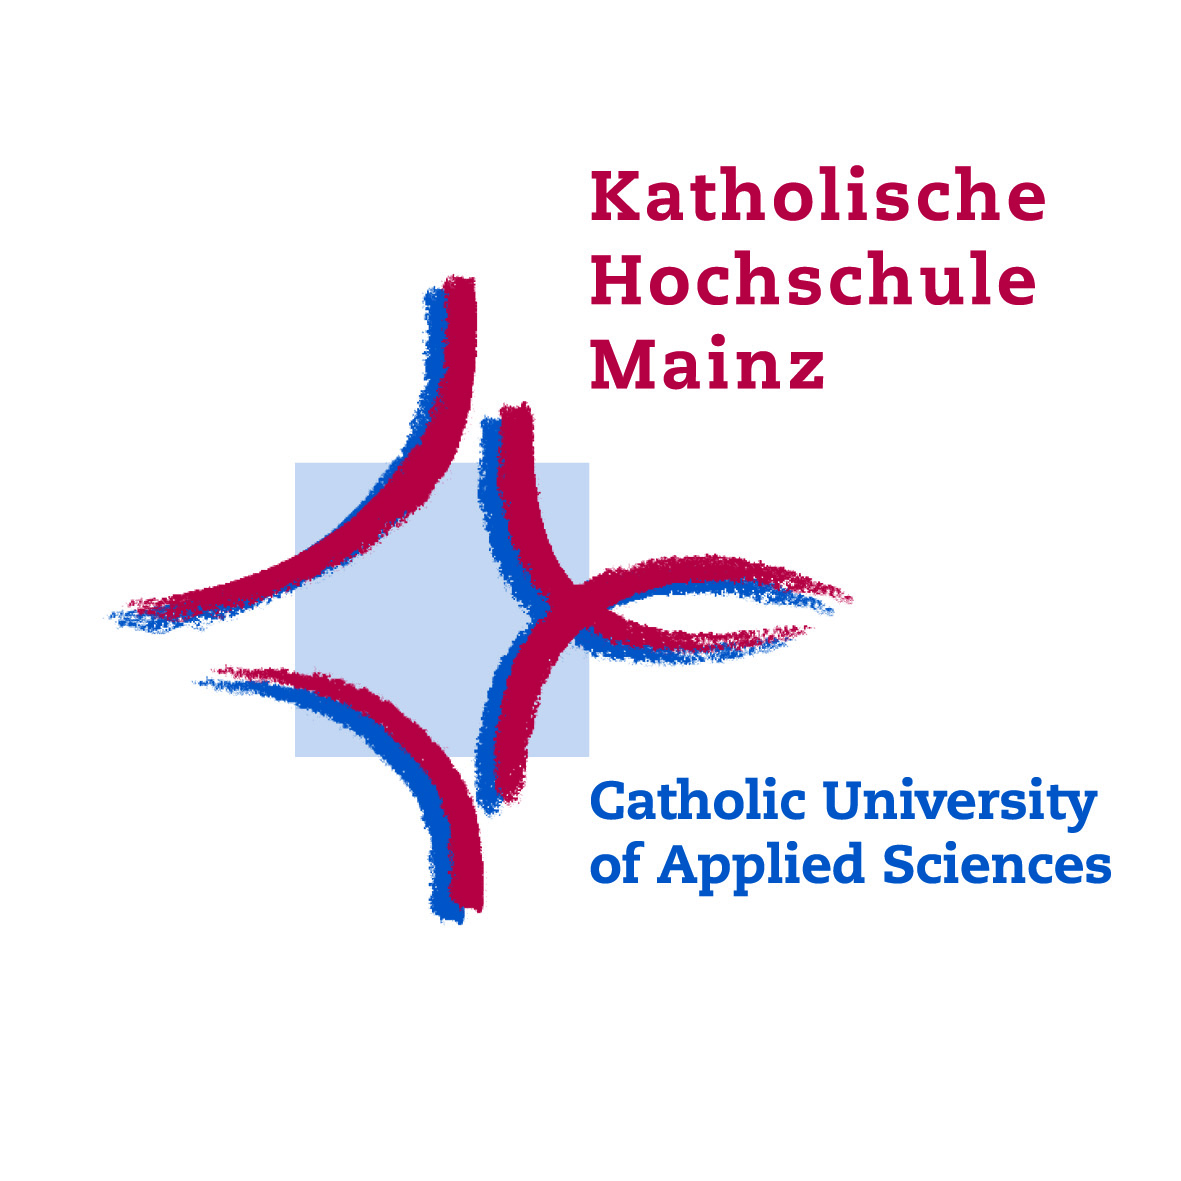 Katholische
Hochschule
Mainz
Catholic University
of Applied Sciences